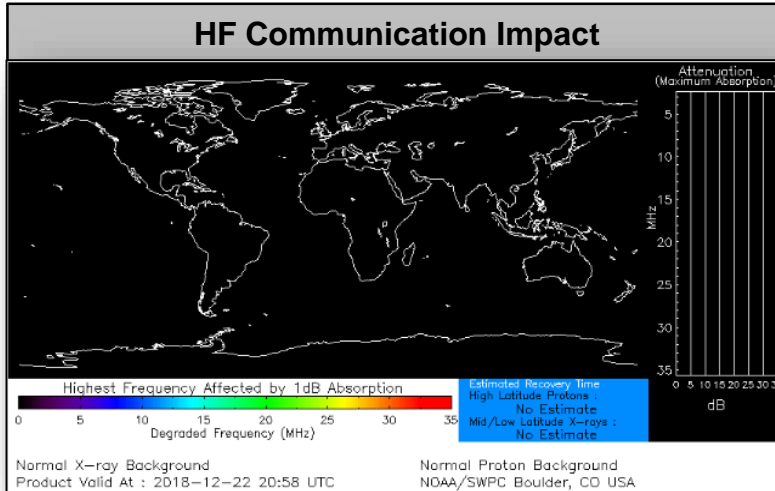 HF Communication Impact
Attenuation
(Maximum Absorption)
5
10
15
MHz
20
25
30
35
0 5 10 15 20 25 30
dB
Highest Frequency Affected by 1dB Absorption
0 5 10 15 20 25 30 35
Degraded Frequency (MHz)
Estimated Recovery Time
High Latitude Protons :
No Estimate
Mid/Low Latitude X-rays :
No Estimate
Normal X-ray Background
Product Valid At : 2018-12-22 20:58 UTC
Normal Proton Background
NOAA/SWPC Boulder, CO USA